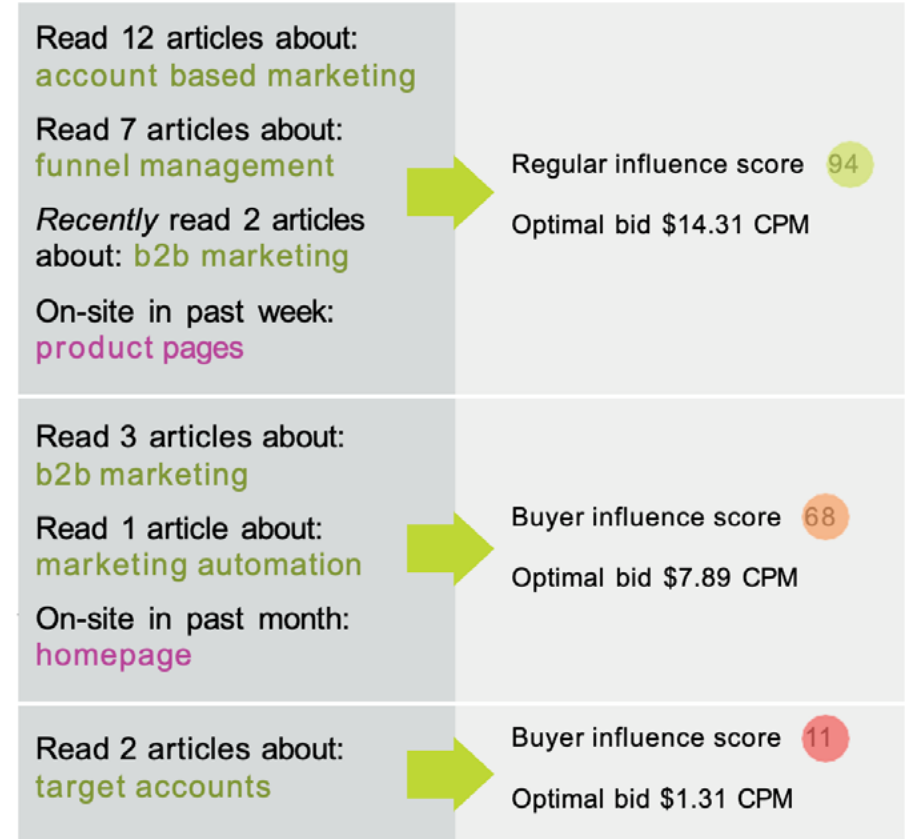 Read 12 articles about:
account based marketing
Read 7 articles about:
funnel management
Recently read 2 articles
about: b2b marketing
On-site in past week:
product pages
Regular influence score 94
Optimal bid $14.31 CPM
Read 3 articles about:
b2b marketing
Read 1 article about:
marketing automation
On-site in past month:
homepage
Buyer influence score 68
Optimal bid $7.89 CPM
Read 2 articles about:
target accounts
Buyer influence score 11
Optimal bid $1.31 CPM